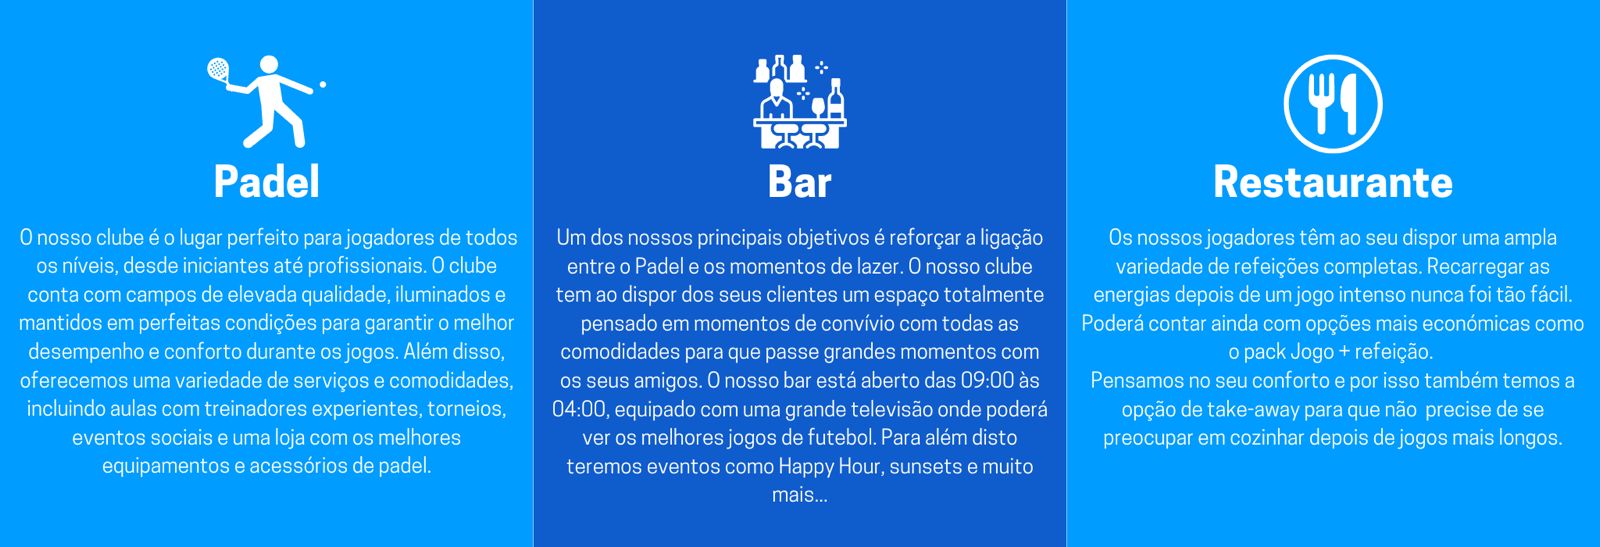 Padel
O nosso clube é o lugar perfeito para jogadores de todos
os níveis, desde iniciantes até profissionais. O clube
conta com campos de elevada qualidade, iluminados e
mantidos em perfeitas condições para garantir o melhor
desempenho e conforto durante os jogos. Além disso,
oferecemos uma variedade de serviços e comodidades,
incluindo aulas com treinadores experientes, torneios,
eventos sociais e uma loja com os melhores
equipamentos e acessórios de padel.
Bar
Um dos nossos principais objetivos é reforçar a ligação
entre o Padel e os momentos de lazer. O nosso clube
tem ao dispor dos seus clientes um espaço totalmente
pensado em momentos de convívio com todas as
comodidades para que passe grandes momentos com
os seus amigos. O nosso bar está aberto das 09:00 às
04:00, equipado com uma grande televisão onde poderá
ver os melhores jogos de futebol. Para além disto
teremos eventos como Happy Hour, sunsets e muito
mais...
Restaurante
Os nossos jogadores têm ao seu dispor uma ampla
variedade de refeições completas. Recarregar as
energias depois de um jogo intenso nunca foi tão fácil.
Poderá contar ainda com opções mais económicas como
o pack Jogo + refeição.
Pensamos no seu conforto e por isso também temos a
opção de take-away para que não precise de se
preocupar em cozinhar depois de jogos mais longos.